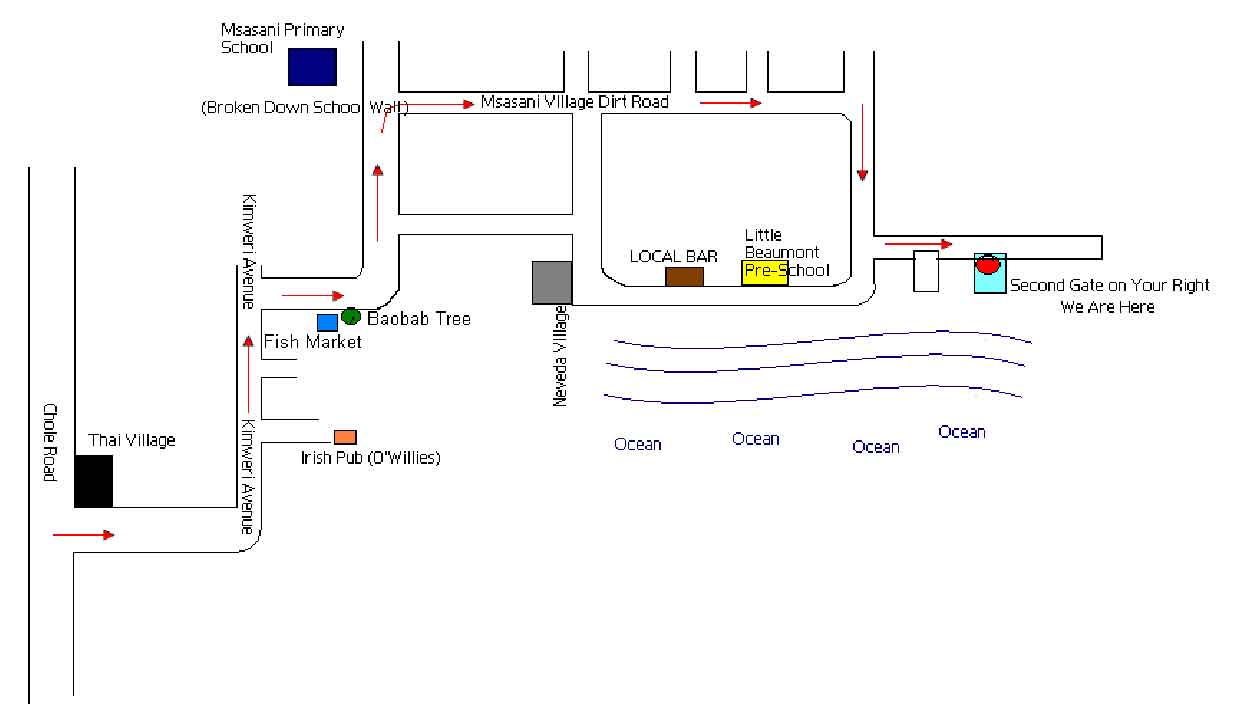 Msasani Primary
School
(Broken Down School Wall)
Msasani Village Dirt Road
Kimweri Avenue
LOCAL BAR
Little
Beaumont
Pre-School
Second Gate on Your Right
We Are Here
Baobab Tree
Fish Market
Neveda Village
Chole Road
Thai Village
Kimweri Avenue
Irish Pub (O"Willies)
Ocean
Ocean
Ocean
Ocean